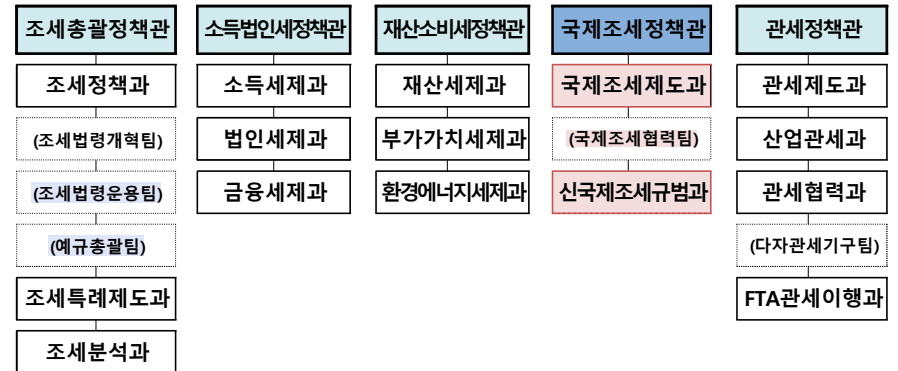 조세총괄정책관
조세정책과
(조세법령개혁팀)
(조세법령운용팀)
(예규총괄팀)
조세특례제도과
조세분석과
소득법인세정책관
소득세제과
법인세제과
금융세제과
재산소비세정책관
재산세제과
부가가치세제과
환경에너지세제과
국제조세정책관
국제조세제도과
(국제조세협력팀)
신국제조세규범과
관세정책관
관세제도과
산업관세과
관세협력과
(다자관세기구팀)
FTA관세이행과